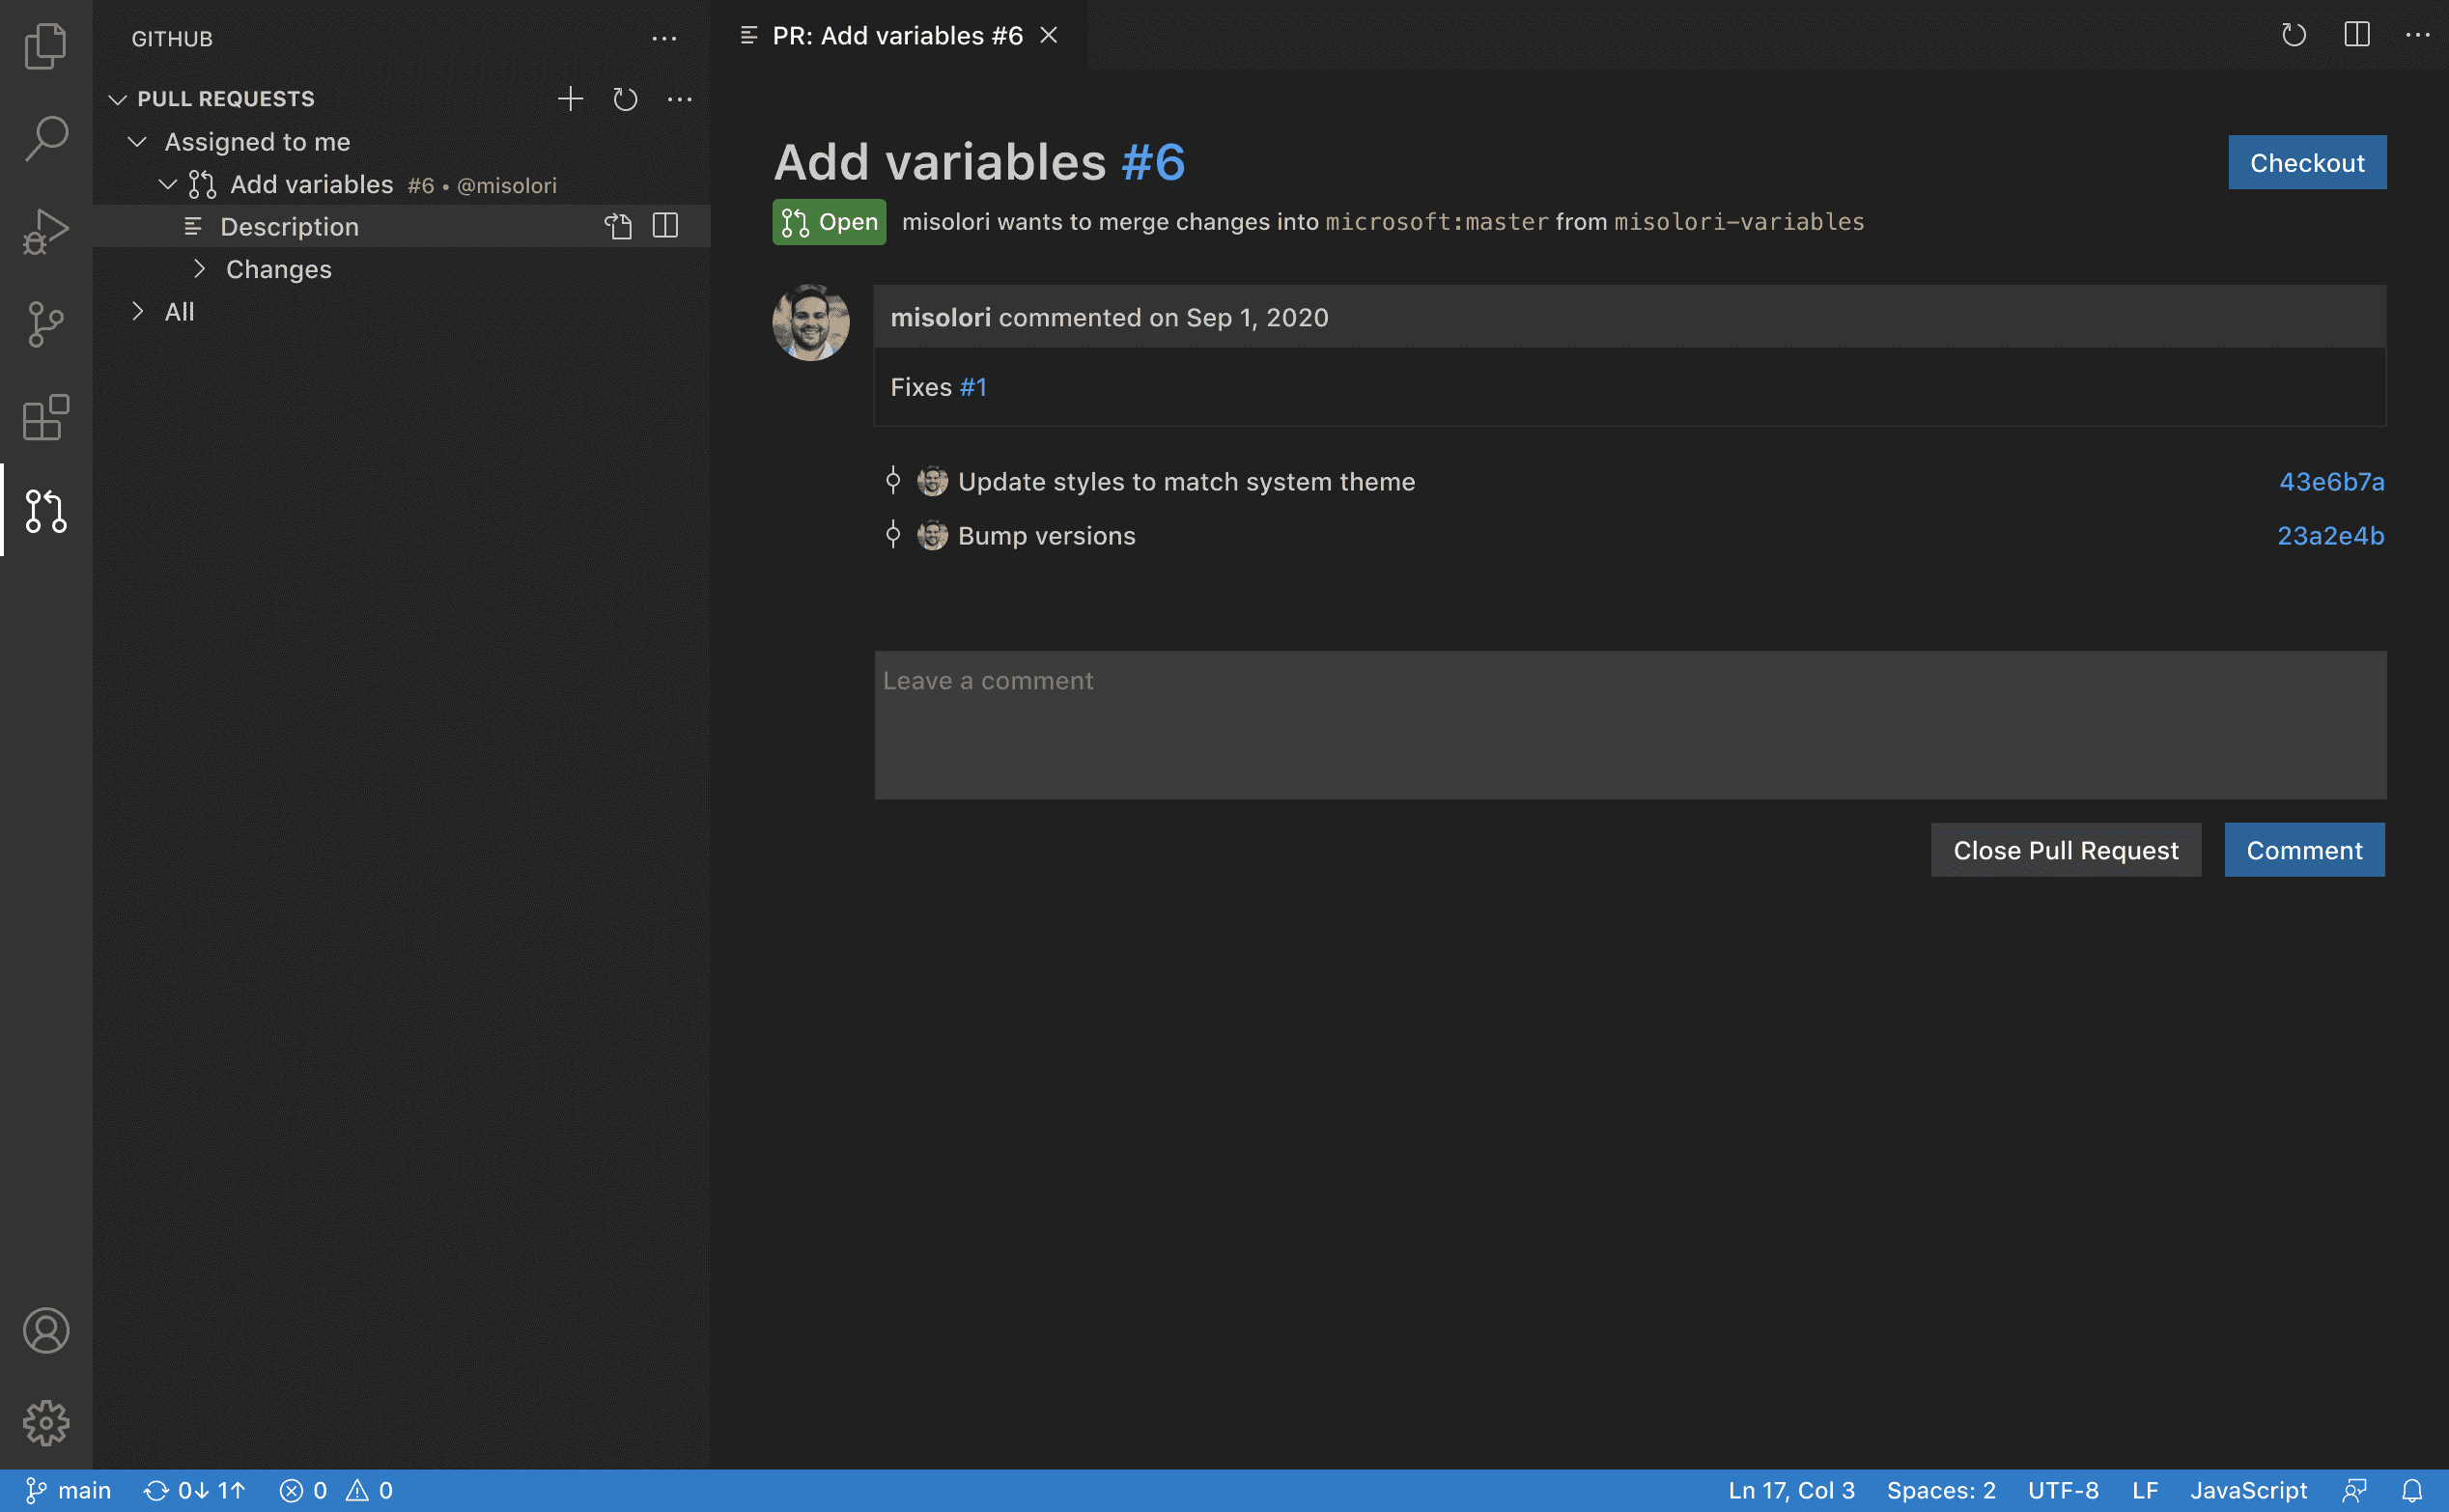 GITHUB
PULL REQUESTS
Assigned to me
Add variables #6 • @misolori
Description
Changes
All
PR: Add variables #6
Add variables #6
Checkout
Open misolori wants to merge changes into microsoft:master from misolori-variables
misolori commented on Sep 1, 2020
Fixes #1
Update styles to match system theme 43e6b7a
Bump versions 23a2e4b
Leave a comment
Close Pull Request Comment
main 0↓ 1↑ 0 0 Ln 17, Col 3 Spaces: 2 UTF-8 LF JavaScript